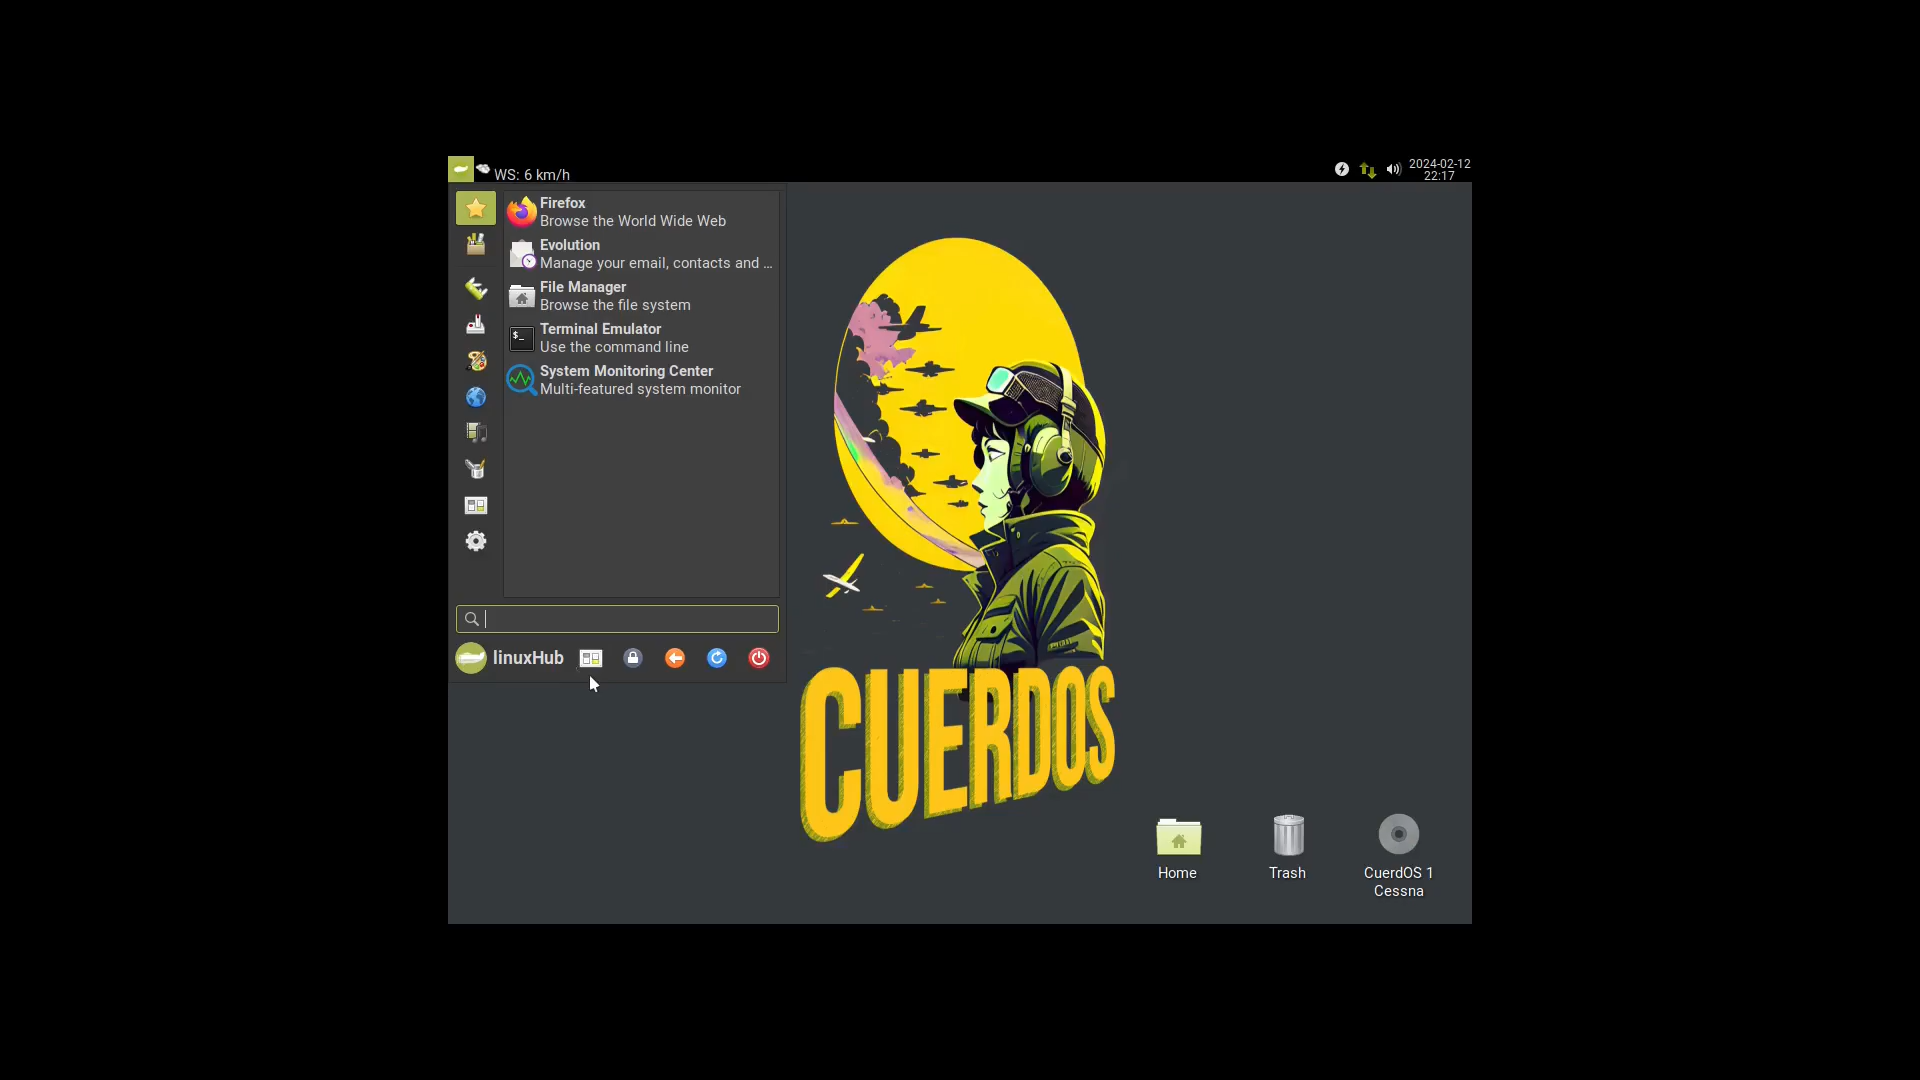 WS: 6 km/h
2024-02-12
22:17
Firefox
Browse the World Wide Web
Evolution
Manage your email, contacts and ...
File Manager
Browse the file system
Terminal Emulator
Use the command line
System Monitoring Center
Multi-featured system monitor
linuxHub
CUERDOS
Home
Trash
CuerdOS 1
Cessna